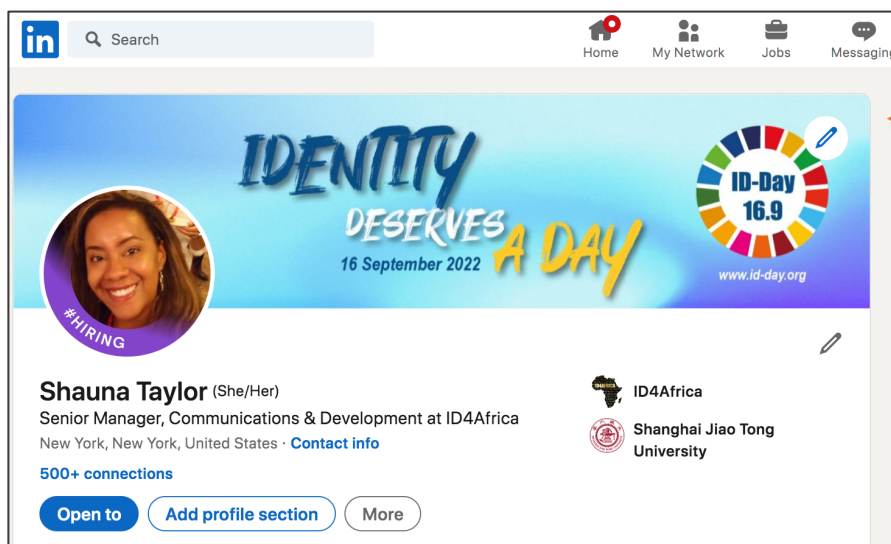 in
Search
Home
My Network
Jobs
Messaging
IDENTITY
DESERVES
A DAY
16 September 2022
ID-Day
16.9
www.id-day.org
#HIRING
Shauna Taylor (She/Her)
Senior Manager, Communications & Development at ID4Africa
New York, New York, United States · Contact info
500+ connections
Open to
Add profile section
More
ID4AFRICA
ID4Africa
Shanghai Jiao Tong
University